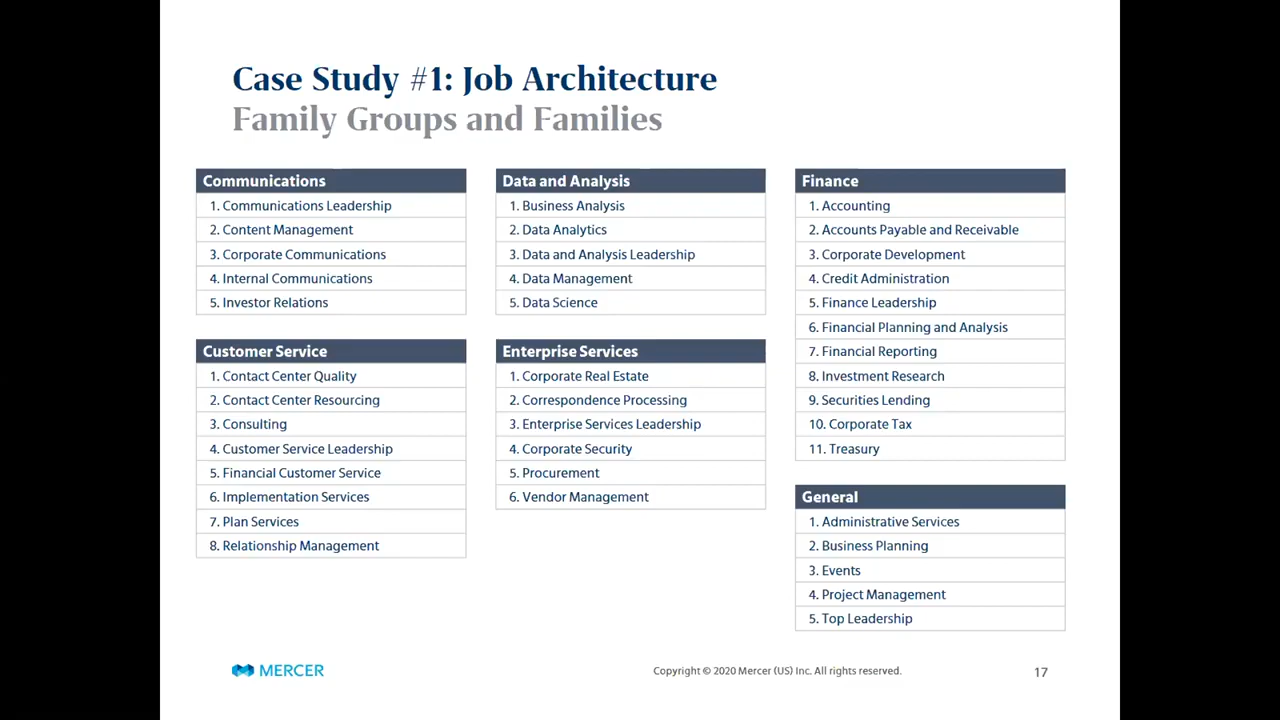 Case Study #1: Job Architecture
Family Groups and Families
Communications
1. Communications Leadership
2. Content Management
3. Corporate Communications
4. Internal Communications
5. Investor Relations
Customer Service
1. Contact Center Quality
2. Contact Center Resourcing
3. Consulting
4. Customer Service Leadership
5. Financial Customer Service
6. Implementation Services
7. Plan Services
8. Relationship Management
Data and Analysis
1. Business Analysis
2. Data Analytics
3. Data and Analysis Leadership
4. Data Management
5. Data Science
Enterprise Services
1. Corporate Real Estate
2. Correspondence Processing
3. Enterprise Services Leadership
4. Corporate Security
5. Procurement
6. Vendor Management
Finance
1. Accounting
2. Accounts Payable and Receivable
3. Corporate Development
4. Credit Administration
5. Finance Leadership
6. Financial Planning and Analysis
7. Financial Reporting
8. Investment Research
9. Securities Lending
10. Corporate Tax
11. Treasury
General
1. Administrative Services
2. Business Planning
3. Events
4. Project Management
5. Top Leadership
MERCER
Copyright © 2020 Mercer (US) Inc. All rights reserved.
17